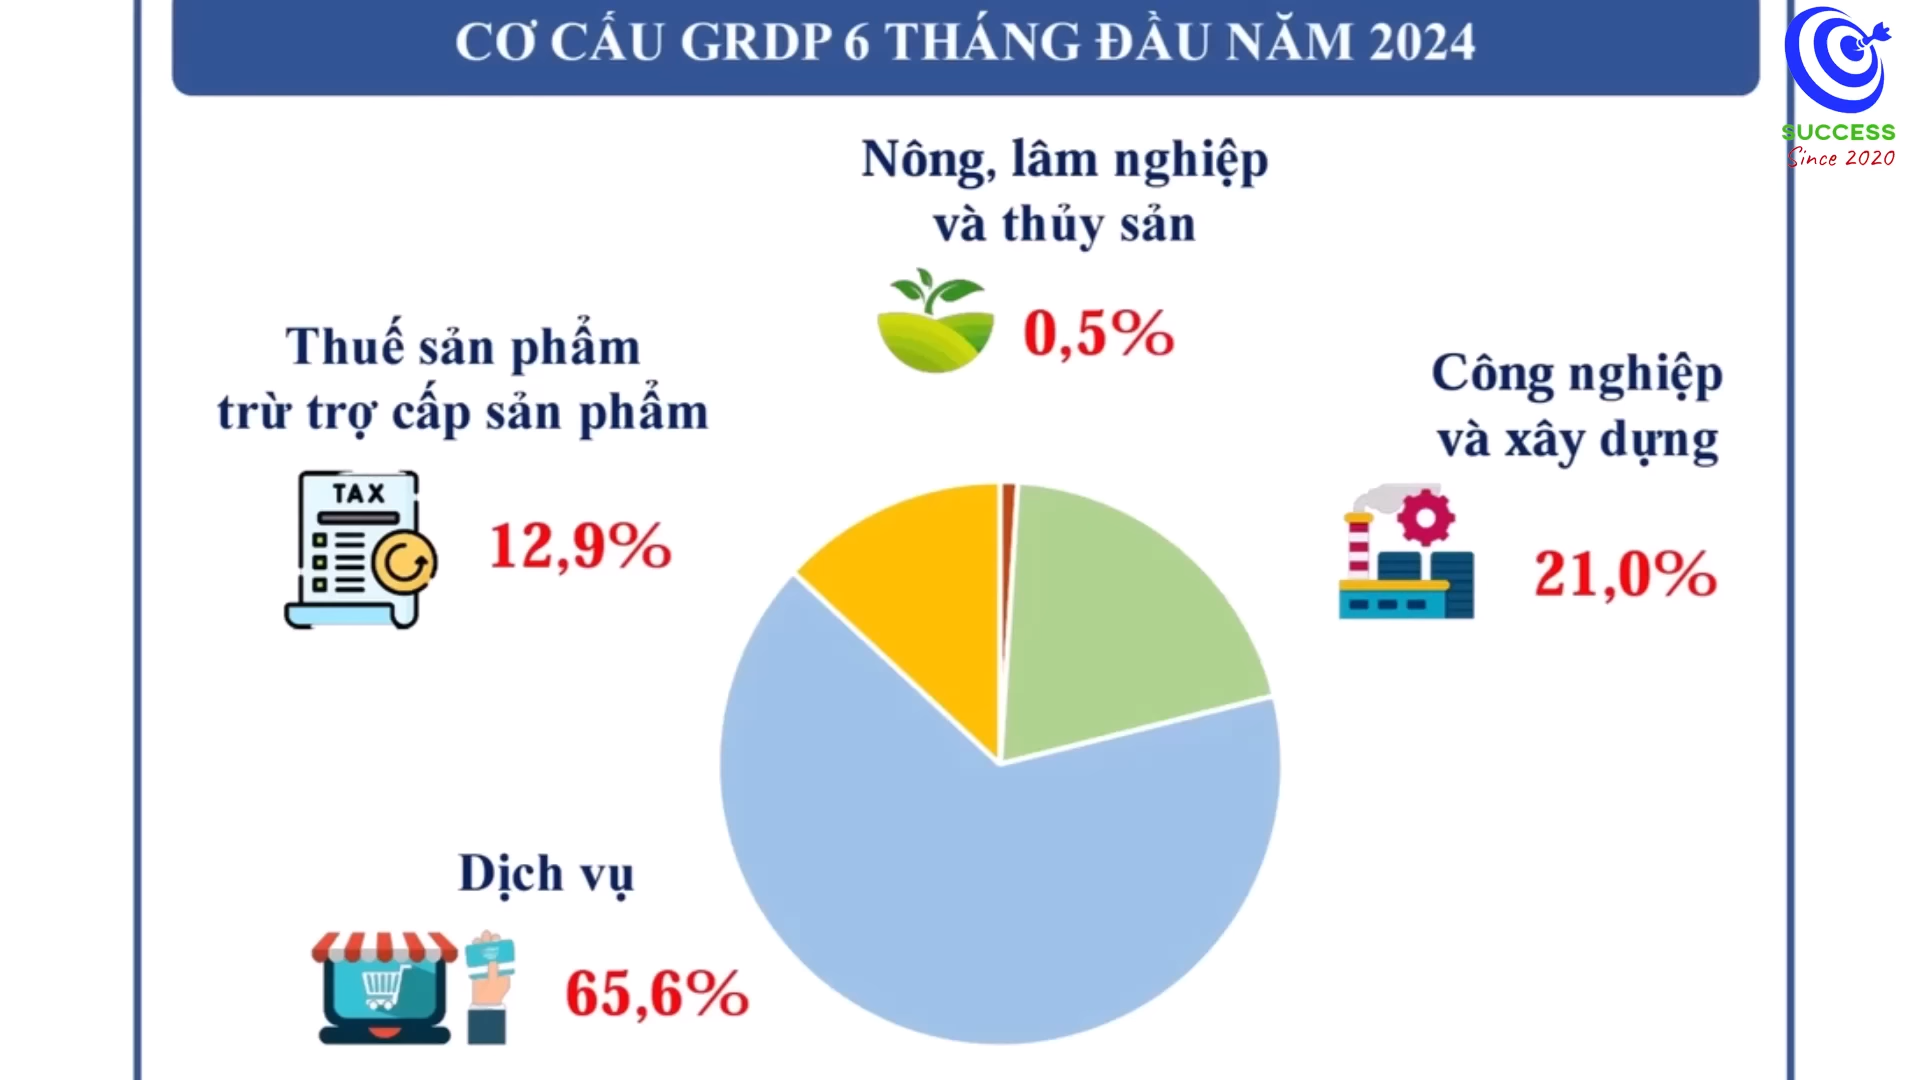 CƠ CẤU GRDP 6 THÁNG ĐẦU NĂM 2024
SUCCESS
Since 2020
Nông, lâm nghiệp
và thủy sản
0,5%
Thuế sản phẩm
trừ trợ cấp sản phẩm
TAX
12,9%
Công nghiệp
và xây dựng
21,0%
Dịch vụ
65,6%